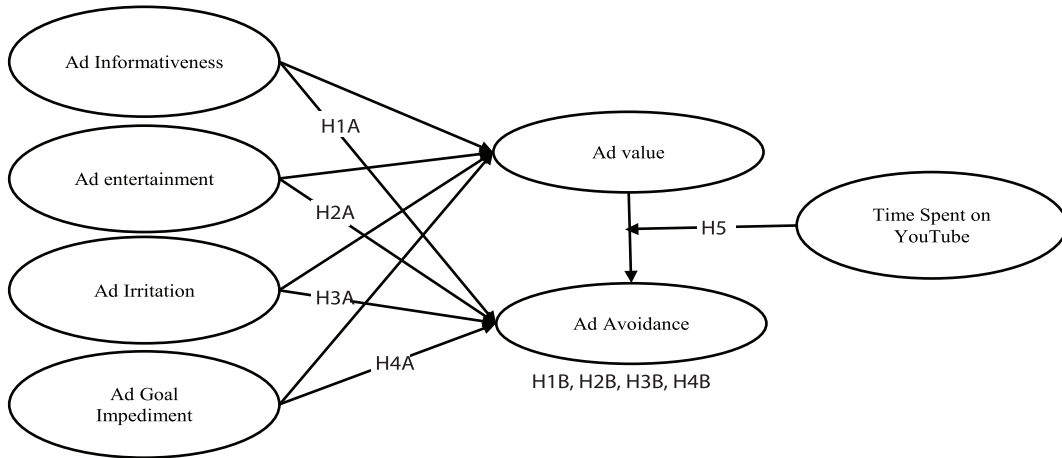 Ad Informativeness
H1A
Ad entertainment
H2A
Ad Irritation
H3A
Ad Goal
Impediment
H4A
Ad value
H5
Time Spent on
YouTube
Ad Avoidance
H1B, H2B, H3B, H4B